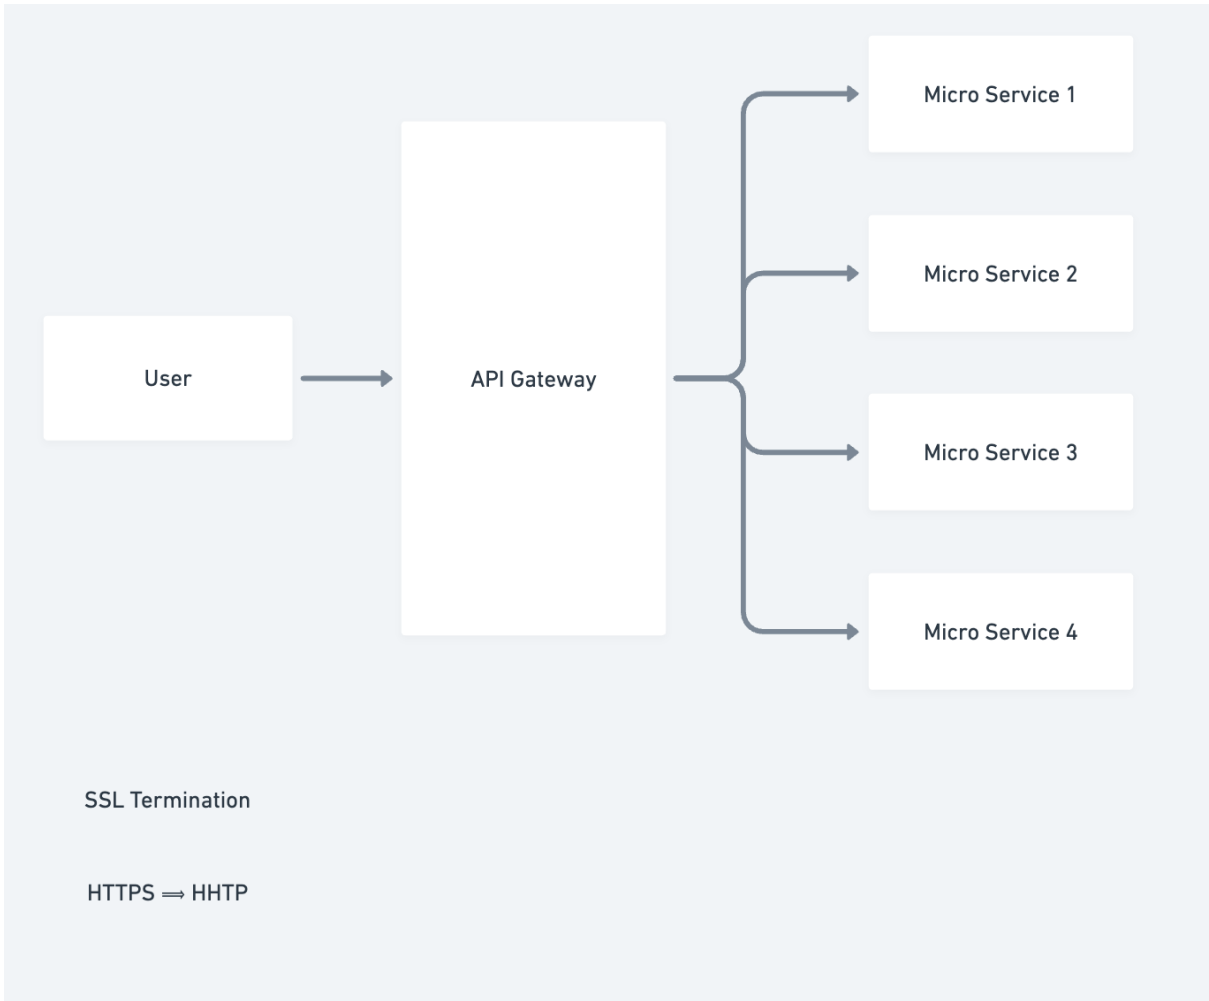 User
API Gateway
Micro Service 1
Micro Service 2
Micro Service 3
Micro Service 4
SSL Termination
HTTPS ⟹ HHTP